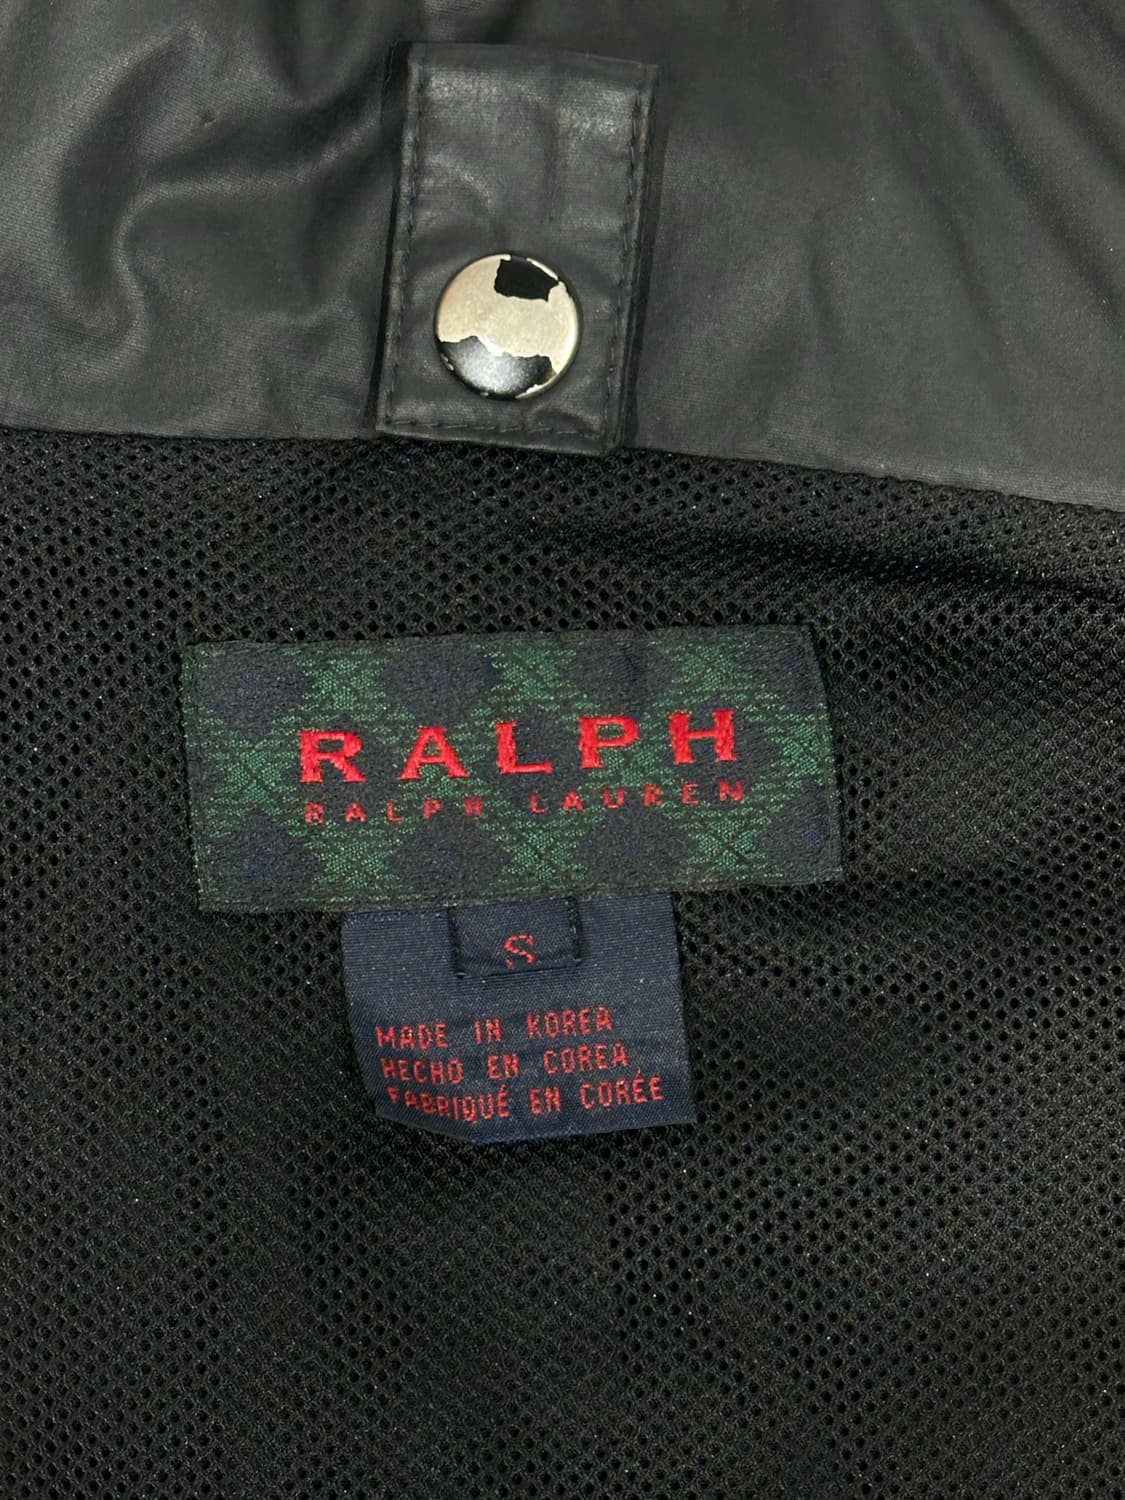 RALPH
RALPH LAUREN
S
MADE IN KOREA
HECHO EN COREA
FABRIQUÉ EN CORÉE